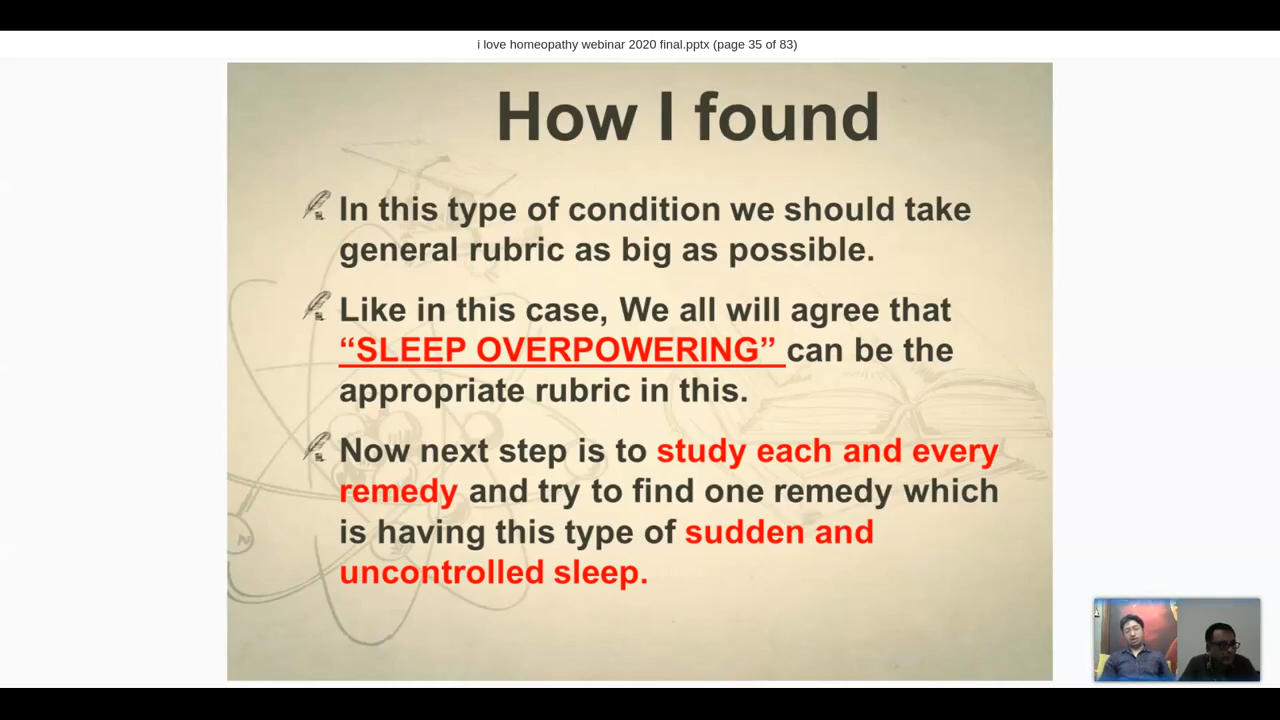 i love homeopathy webinar 2020 final.pptx (page 35 of 83)
How I found
In this type of condition we should take
general rubric as big as possible.
Like in this case, We all will agree that
“SLEEP OVERPOWERING” can be the
appropriate rubric in this.
Now next step is to study each and every
remedy and try to find one remedy which
is having this type of sudden and
uncontrolled sleep.